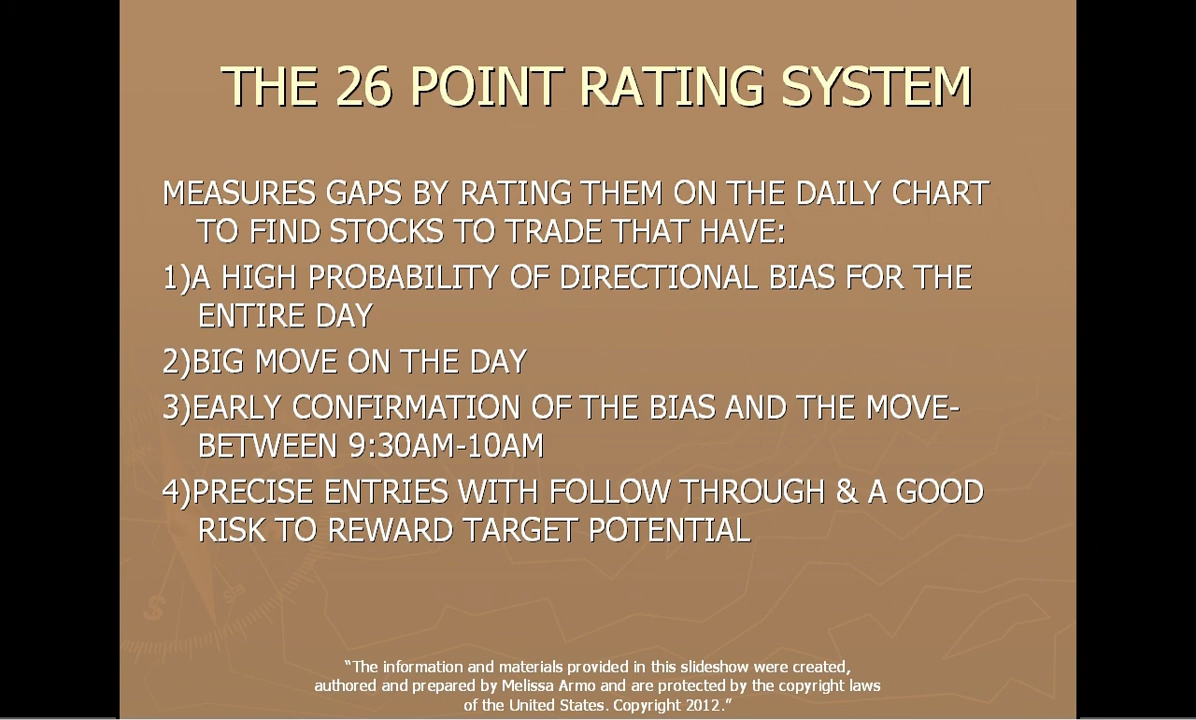 THE 26 POINT RATING SYSTEM
MEASURES GAPS BY RATING THEM ON THE DAILY CHART
TO FIND STOCKS TO TRADE THAT HAVE:
1)A HIGH PROBABILITY OF DIRECTIONAL BIAS FOR THE
ENTIRE DAY
2)BIG MOVE ON THE DAY
3)EARLY CONFIRMATION OF THE BIAS AND THE MOVE-
BETWEEN 9:30AM-10AM
4)PRECISE ENTRIES WITH FOLLOW THROUGH & A GOOD
RISK TO REWARD TARGET POTENTIAL
“The information and materials provided in this slideshow were created,
authored and prepared by Melissa Armo and are protected by the copyright laws
of the United States. Copyright 2012.”